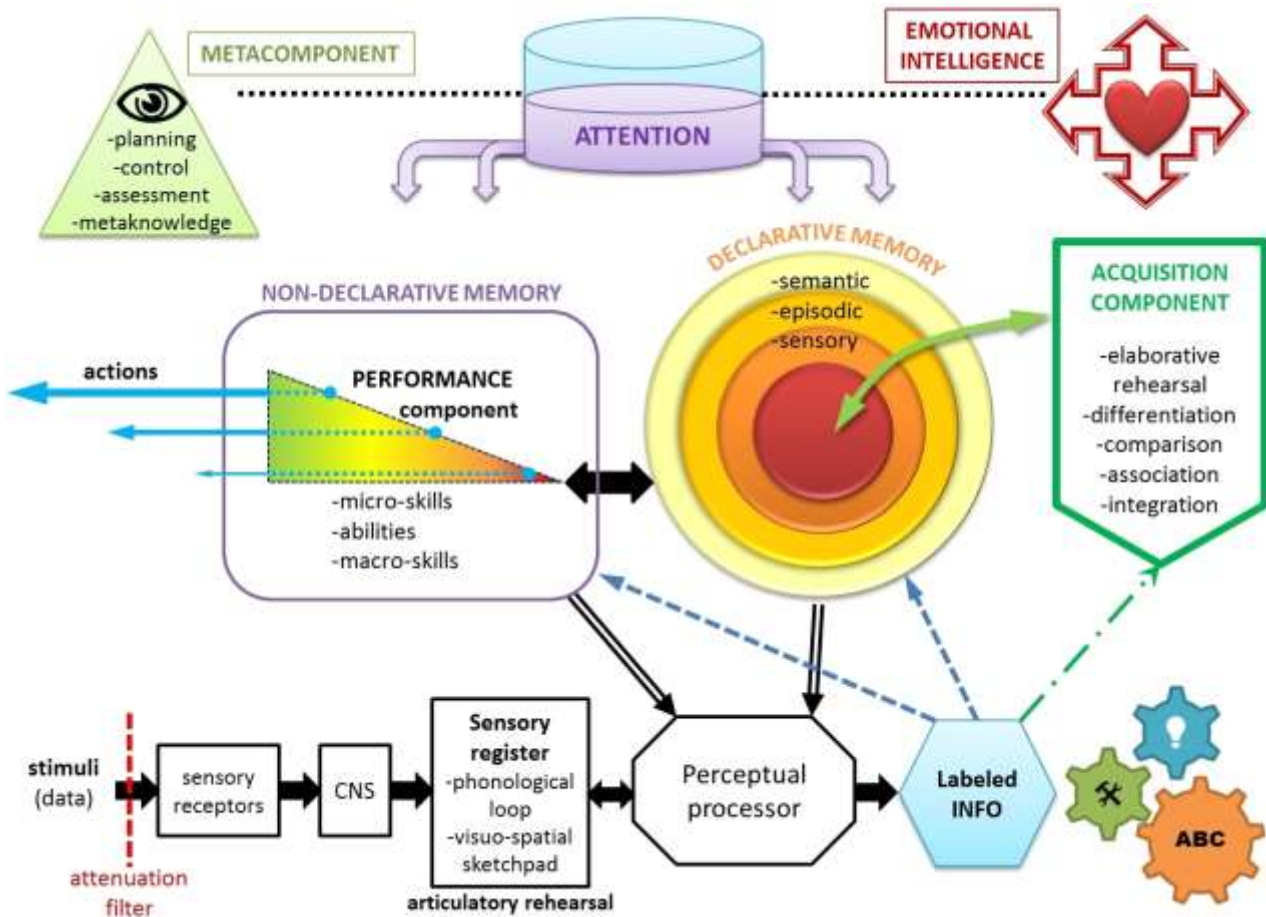 METACOMPONENT
EMOTIONAL
INTELLIGENCE
-planning
-control
-assessment
-metaknowledge
ATTENTION
NON-DECLARATIVE MEMORY
actions
PERFORMANCE
component
-micro-skills
-abilities
-macro-skills
DECLARATIVE MEMORY
-semantic
-episodic
-sensory
ACQUISITION
COMPONENT
-elaborative
rehearsal
-differentiation
-comparison
-association
-integration
stimuli
(data)
attenuation
filter
sensory
receptors
CNS
Sensory
register
-phonological
loop
-visuo-spatial
sketchpad
articulatory rehearsal
Perceptual
processor
Labeled
INFO
ABC